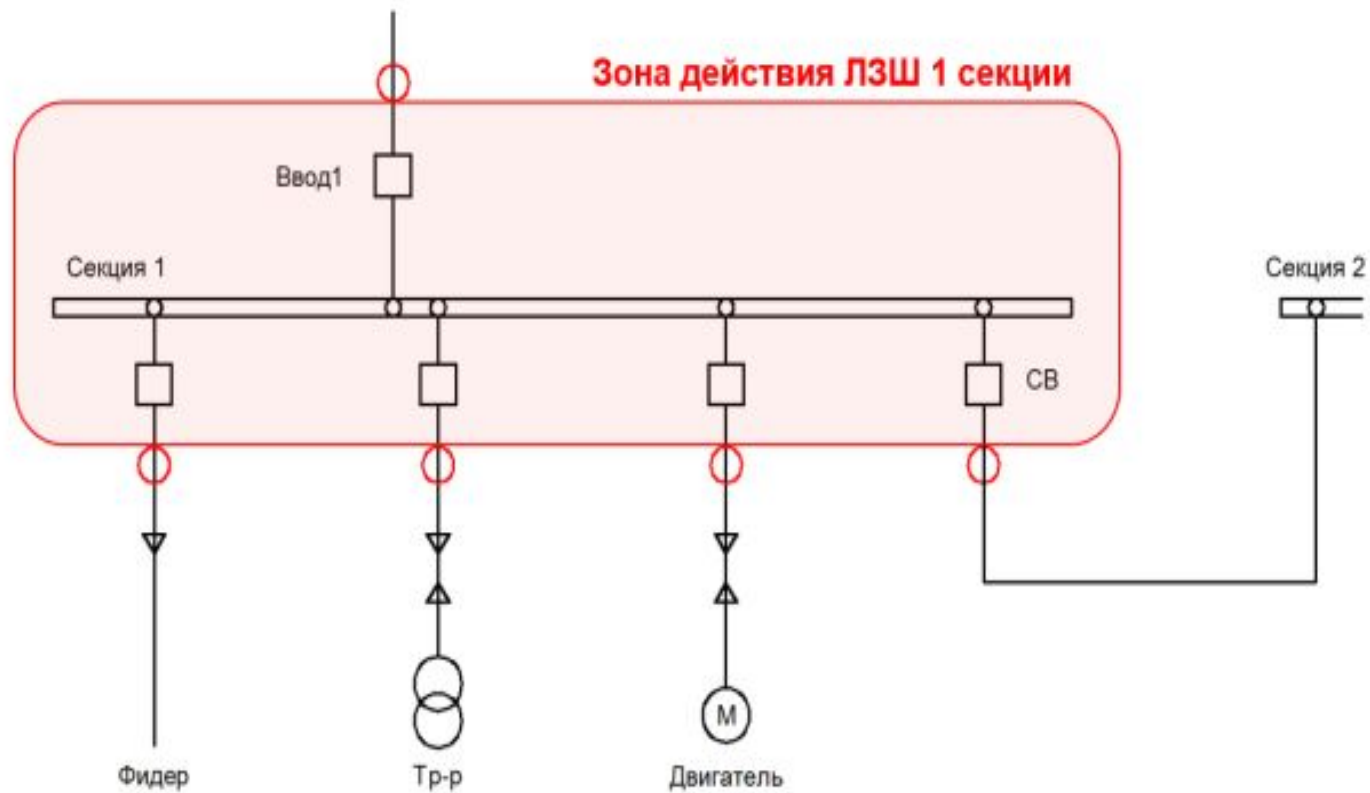 Зона действия ЛЗШ 1 секции
Ввод1
Секция 1
Секция 2
СВ
М
Фидер
Тр-р
Двигатель